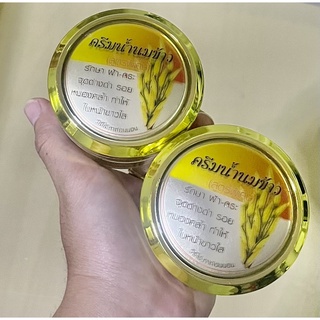 ครีมน้ำนมข้าว
รักษา ฝ้า-กระ
จุดด่างดำ รอย
หมองคล้ำ ทำให้
ใบหน้าขาวใส
ครีมน้ำนมข้าว
รักษา ฝ้า-กระ
จุดด่างดำ รอย
หมองคล้ำ ทำให้
ใบหน้าขาวใส